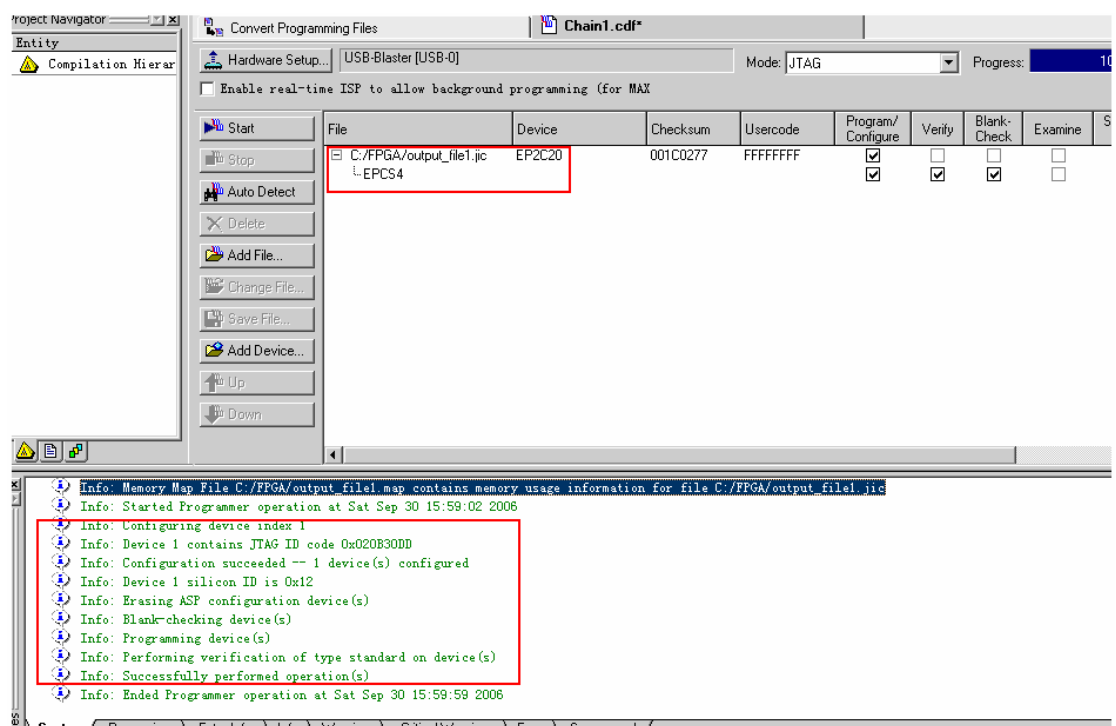 roject Navigator
Entity
Compilation Hierar
Convert Programming Files
Chain1.cdf*
Hardware Setup...
USB-Blaster [USB-0]
Mode: JTAG
Progress:
Enable real-time ISP to allow background programming (for MAX
Start
Stop
Auto Detect
Delete
Add File...
Change File...
Save File...
Add Device...
Up
Down
File Device Checksum Usercode Program/ Configure Verify Blank- Check Examine
C:/FPGA/output_file1.jic EP2C20 001C0277 FFFFFFFF
EPCS4
Info: Memory Map File C:/FPGA/output_file1.map contains memory usage information for file C:/FPGA/output_file1.jic
Info: Started Programmer operation at Sat Sep 30 15:59:02 2006
Info: Configuring device index 1
Info: Device 1 contains JTAG ID code 0x020B30DD
Info: Configuration succeeded -- 1 device(s) configured
Info: Device 1 silicon ID is 0x12
Info: Erasing ASP configuration device(s)
Info: Blank-checking device(s)
Info: Programming device(s)
Info: Performing verification of type standard on device(s)
Info: Successfully performed operation(s)
Info: Ended Programmer operation at Sat Sep 30 15:59:59 2006